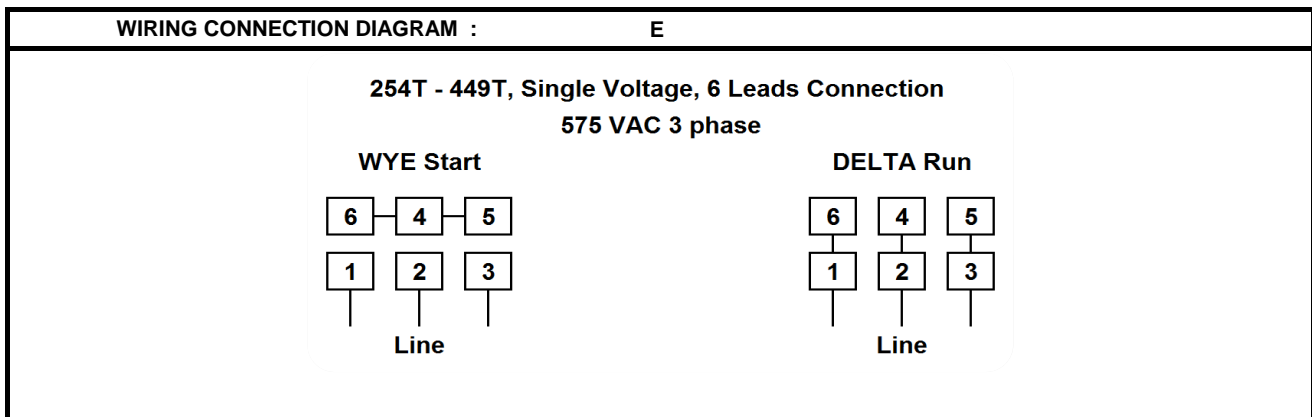 WIRING CONNECTION DIAGRAM : E
254T - 449T, Single Voltage, 6 Leads Connection
575 VAC 3 phase
WYE Start DELTA Run
6 4 5 6 4 5
1 2 3 1 2 3
Line Line